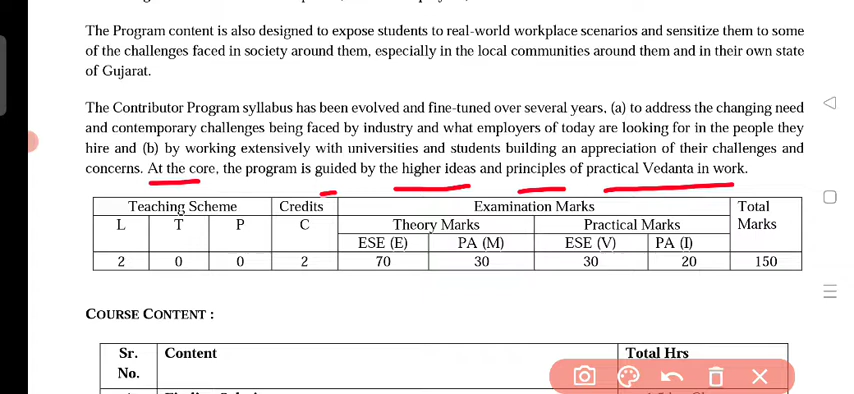 The Program content is also designed to expose students to real-world workplace scenarios and sensitize them to some
of the challenges faced in society around them, especially in the local communities around them and in their own state
of Gujarat.
The Contributor Program syllabus has been evolved and fine-tuned over several years, (a) to address the changing need
and contemporary challenges being faced by industry and what employers of today are looking for in the people they
hire and (b) by working extensively with universities and students building an appreciation of their challenges and
concerns. At the core, the program is guided by the higher ideas and principles of practical Vedanta in work.
Teaching Scheme Credits Examination Marks Total
L T P C Theory Marks Practical Marks Marks
ESE (E) PA (M) ESE (V) PA (I)
2 0 0 2 70 30 30 20 150
COURSE CONTENT :
Sr. Content Total Hrs
No.